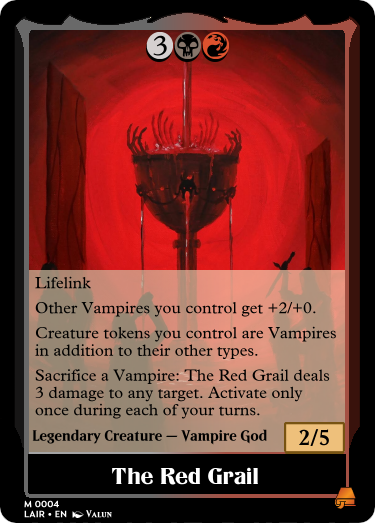 3
Lifelink
Other Vampires you control get +2/+0.
Creature tokens you control are Vampires
in addition to their other types.
Sacrifice a Vampire: The Red Grail deals
3 damage to any target. Activate only
once during each of your turns.
Legendary Creature — Vampire God
2/5
The Red Grail
M 0004
LAIR • EN Valun